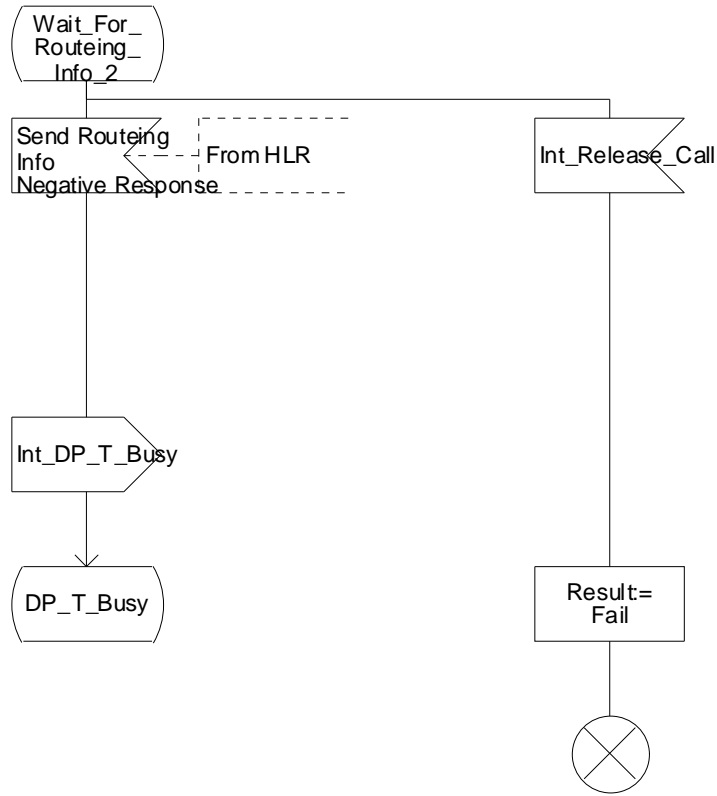 Wait_For_
Routeing_
Info_2
Send Routeing
Info
Negative Response
From HLR
Int_Release_Call
Int_DP_T_Busy
DP_T_Busy
Result:=
Fail